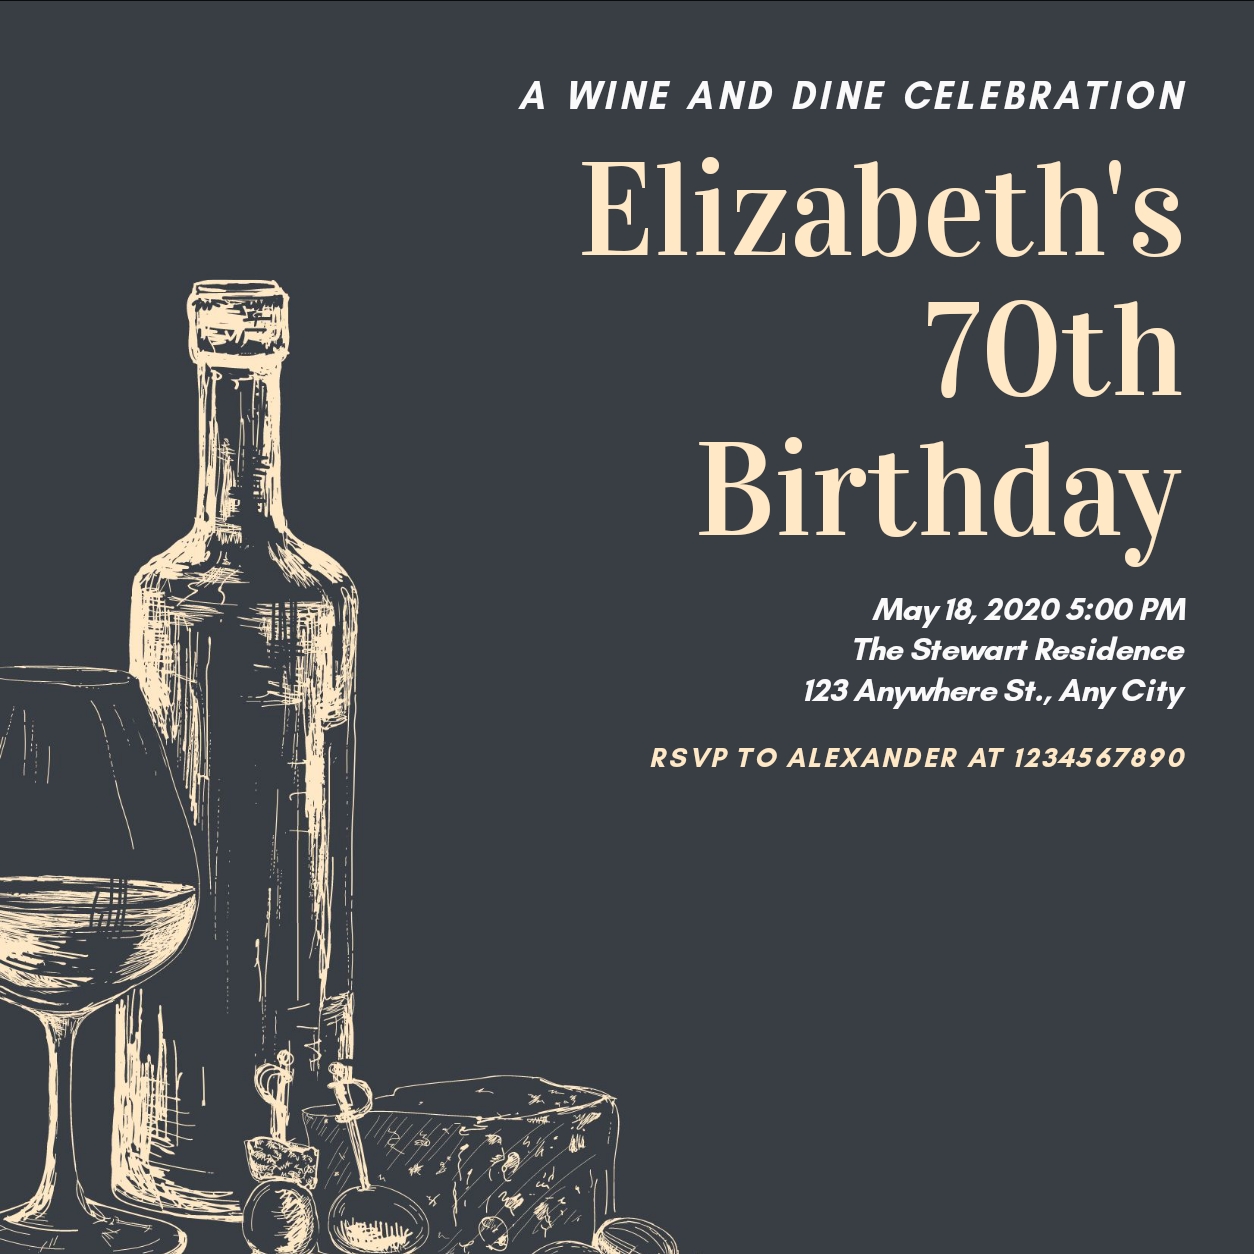 A WINE AND DINE CELEBRATION
Elizabeth's
70th
Birthday
May 18, 2020 5:00 PM
The Stewart Residence
123 Anywhere St., Any City
RSVP TO ALEXANDER AT 1234567890